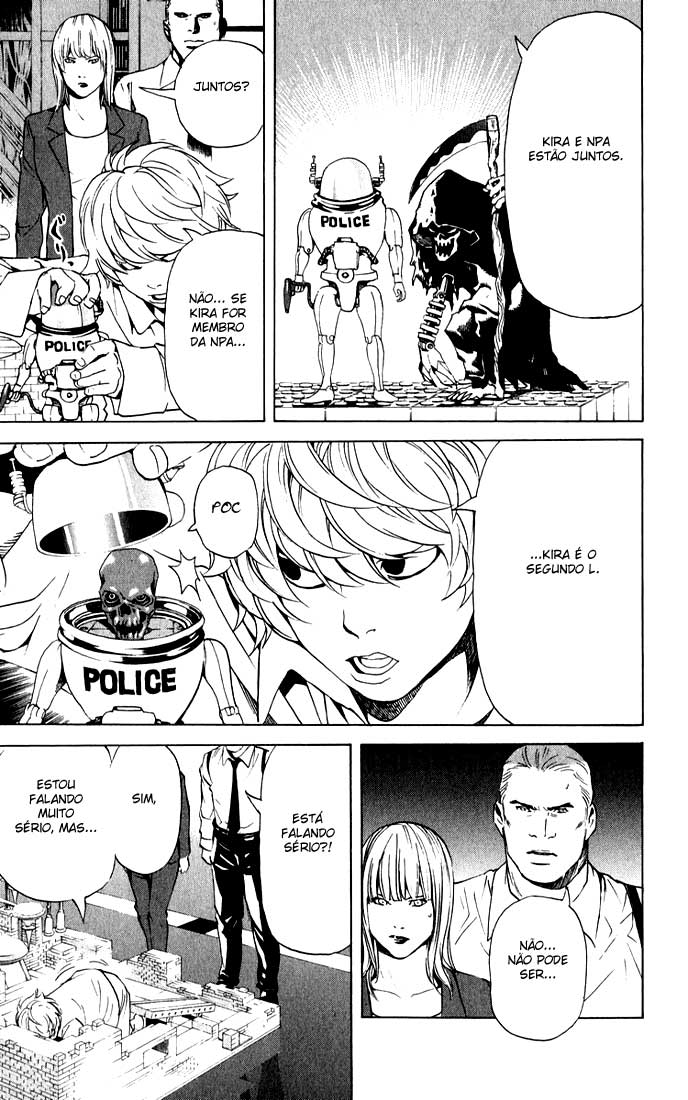 KIRA E NPA
ESTÃO JUNTOS.
POLICE
JUNTOS?
NÃO... SE
KIRA FOR
MEMBRO
DA NPA...
POLICE
...KIRA É O
SEGUNDO L.
POC
POLICE
NÃO...
NÃO PODE
SER...
ESTÁ
FALANDO
SÉRIO?!
SIM,
ESTOU
FALANDO
MUITO
SÉRIO, MAS...